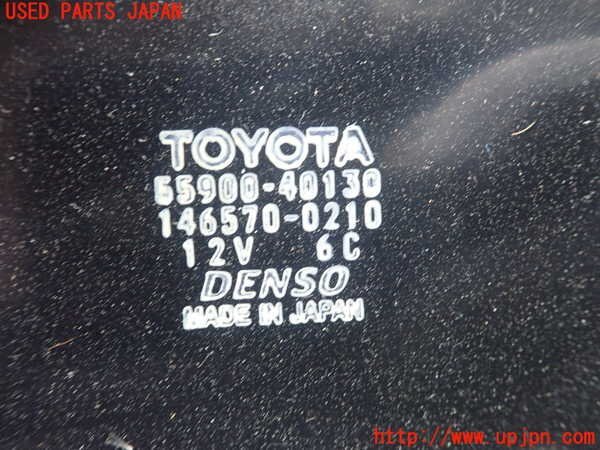 USED PARTS JAPAN
TOYOTA
55900-40130
146570-0210
12V 6C
DENSO
MADE IN JAPAN
http://www.upjpn.com/